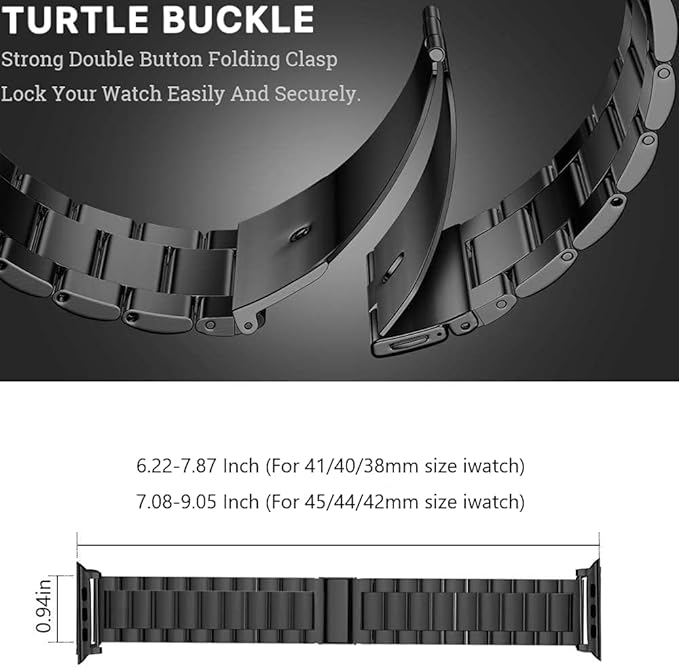 TURTLE BUCKLE
Strong Double Button Folding Clasp
Lock Your Watch Easily And Securely.
6.22-7.87 Inch (For 41/40/38mm size iwatch)
7.08-9.05 Inch (For 45/44/42mm size iwatch)
0.94in